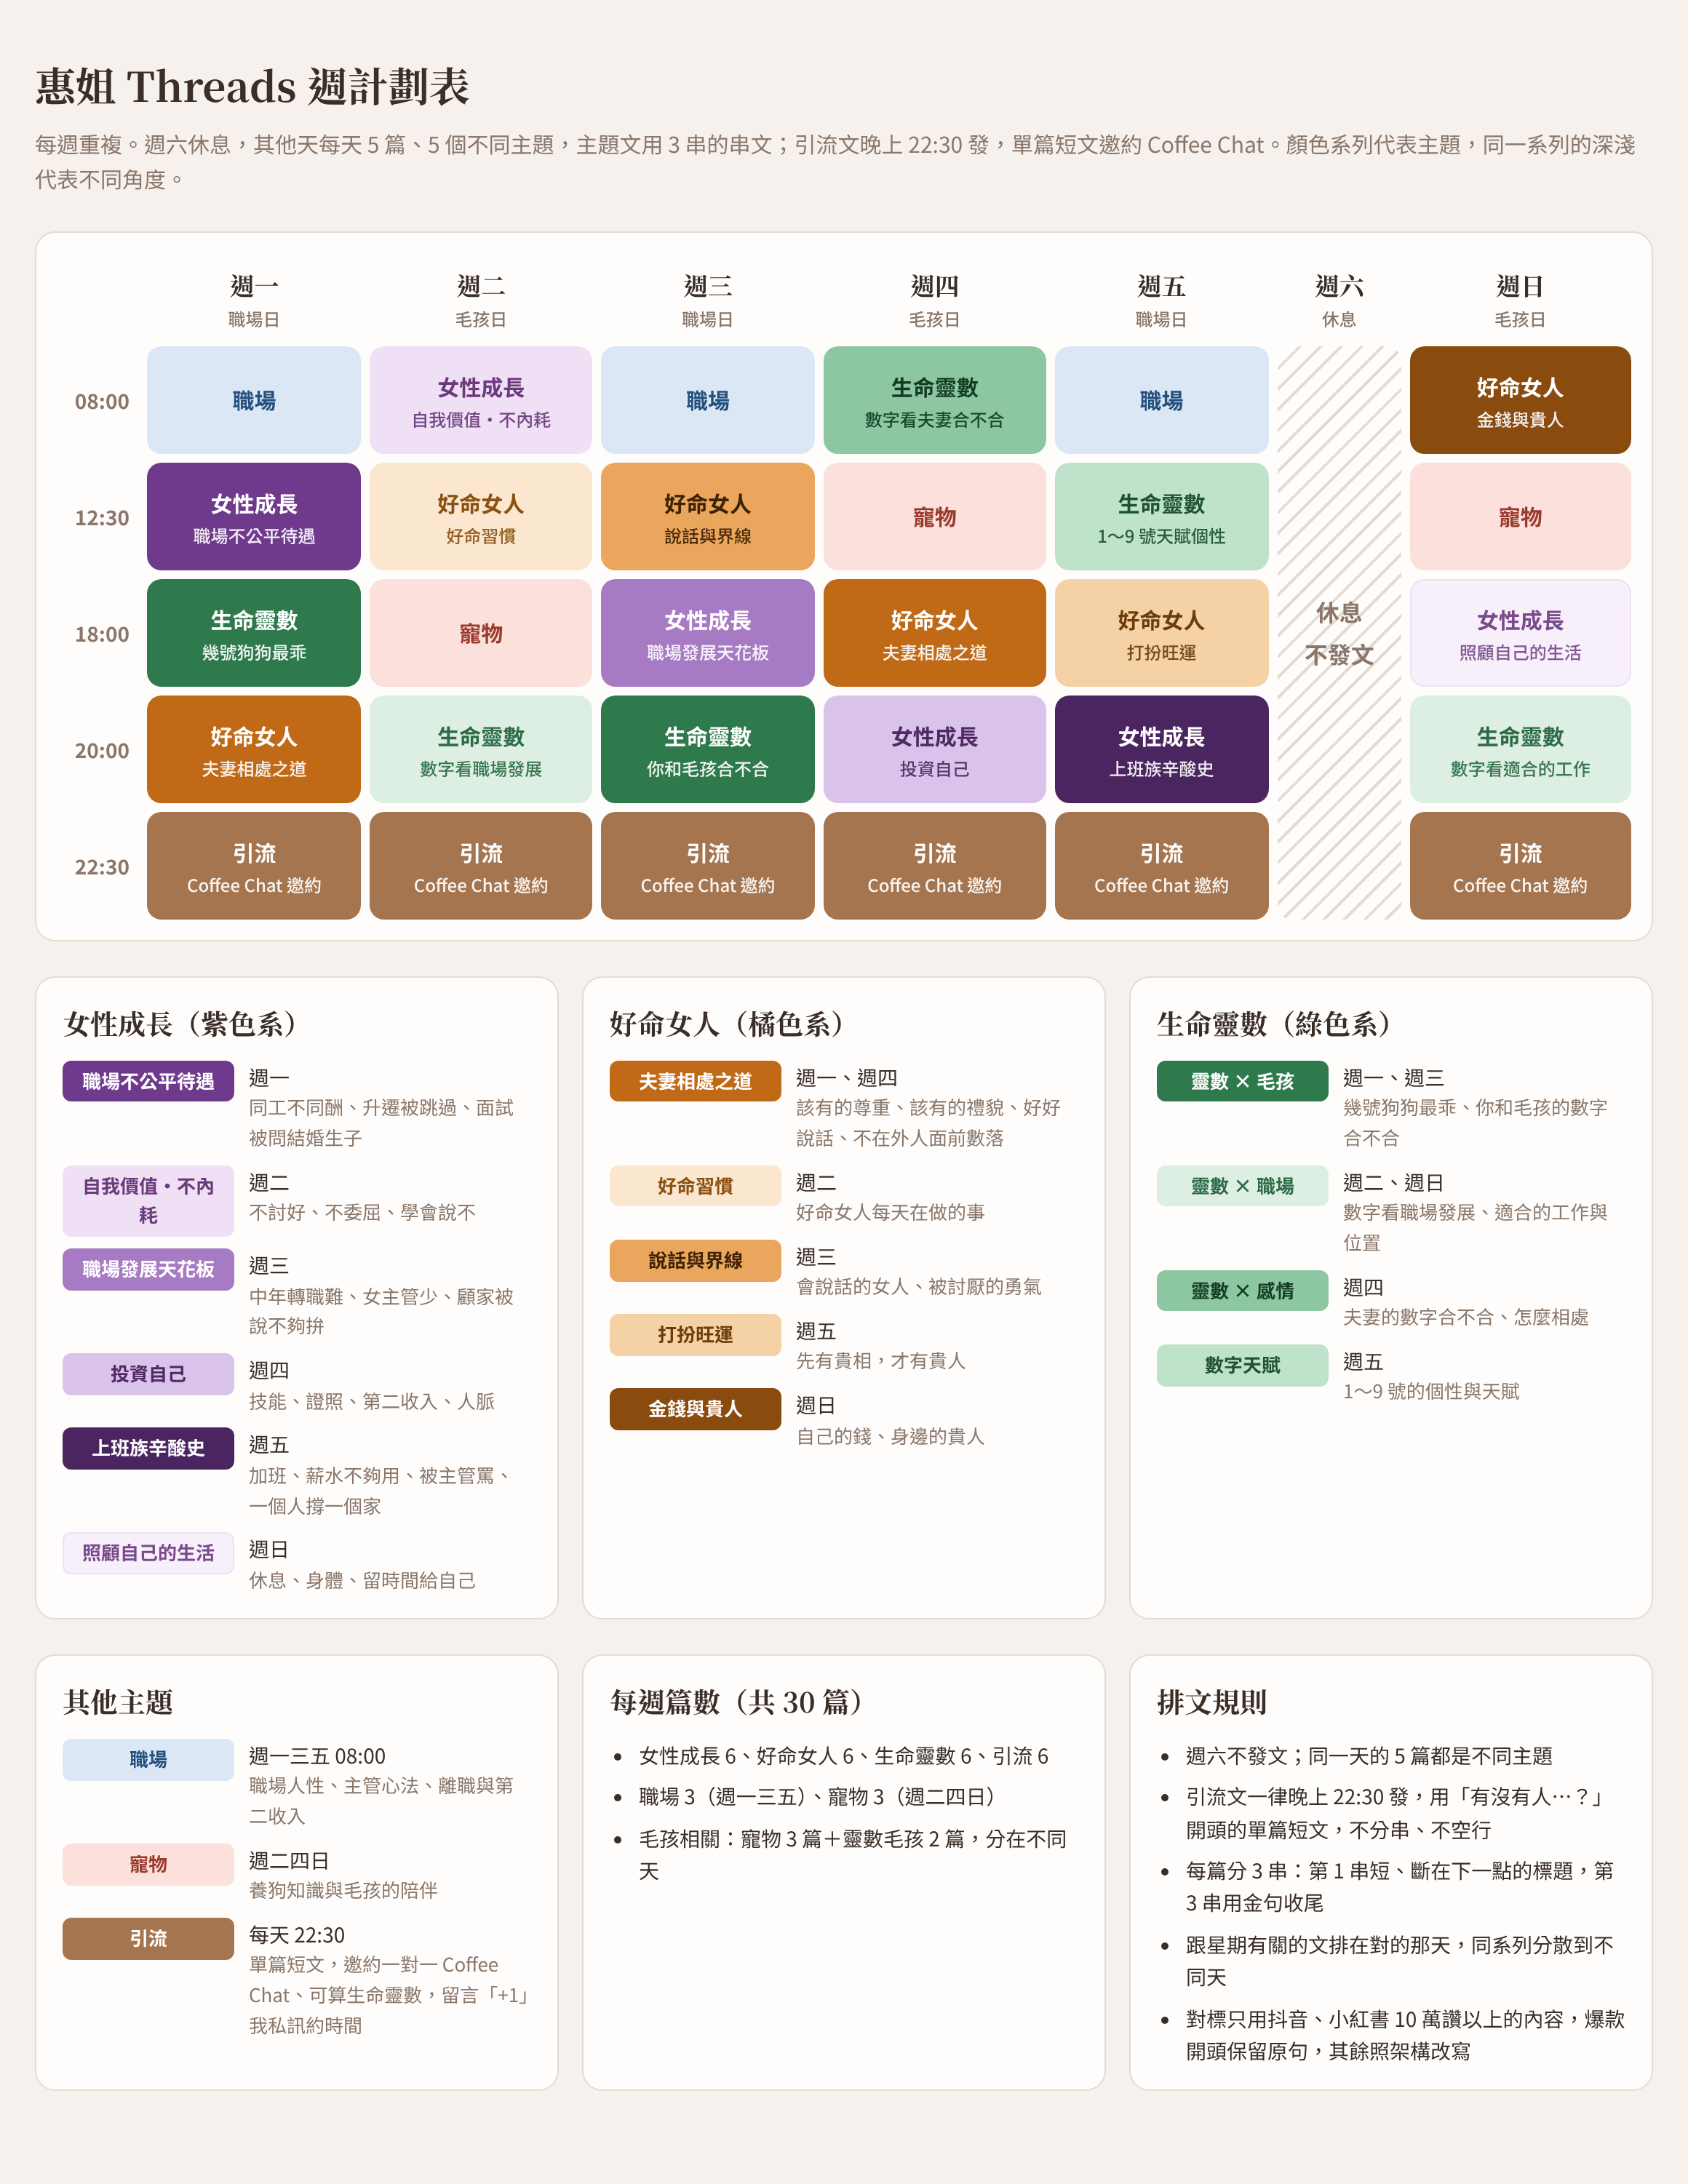 惠姐 Threads 週計劃表
每週重複。週六休息，其他天每天 5 篇、5 個不同主題，主題文用 3 串的串文；引流文晚上 22:30 發，單篇短文邀約 Coffee Chat。顏色系列代表主題，同一系列的深淺
代表不同角度。
週一 週二 週三 週四 週五 週六 週日
職場日 毛孩日 職場日 毛孩日 職場日 休息 毛孩日
08:00
職場
女性成長
自我價值・不內耗
職場
生命靈數
數字看夫妻合不合
職場
好命女人
金錢與貴人
12:30
女性成長
職場不公平待遇
好命女人
好命習慣
好命女人
說話與界線
寵物
生命靈數
1～9 號天賦個性
寵物
18:00
生命靈數
幾號狗狗最乖
寵物
女性成長
職場發展天花板
好命女人
夫妻相處之道
好命女人
打扮旺運
休息
不發文
女性成長
照顧自己的生活
20:00
好命女人
夫妻相處之道
生命靈數
數字看職場發展
生命靈數
你和毛孩合不合
女性成長
投資自己
女性成長
上班族辛酸史
生命靈數
數字看適合的工作
22:30
引流
Coffee Chat 邀約
引流
Coffee Chat 邀約
引流
Coffee Chat 邀約
引流
Coffee Chat 邀約
引流
Coffee Chat 邀約
引流
Coffee Chat 邀約
女性成長（紫色系）
職場不公平待遇
週一
同工不同酬、升遷被跳過、面試
被問結婚生子
自我價值・不內
耗
週二
不討好、不委屈、學會說不
職場發展天花板
週三
中年轉職難、女主管少、顧家被
說不夠拚
投資自己
週四
技能、證照、第二收入、人脈
上班族辛酸史
週五
加班、薪水不夠用、被主管罵、
一個人撐一個家
照顧自己的生活
週日
休息、身體、留時間給自己
好命女人（橘色系）
夫妻相處之道
週一、週四
該有的尊重、該有的禮貌、好好
說話、不在外人面前數落
好命習慣
週二
好命女人每天在做的事
說話與界線
週三
會說話的女人、被討厭的勇氣
打扮旺運
週五
先有貴相，才有貴人
金錢與貴人
週日
自己的錢、身邊的貴人
生命靈數（綠色系）
靈數 × 毛孩
週一、週三
幾號狗狗最乖、你和毛孩的數字
合不合
靈數 × 職場
週二、週日
數字看職場發展、適合的工作與
位置
靈數 × 感情
週四
夫妻的數字合不合、怎麼相處
數字天賦
週五
1～9 號的個性與天賦
其他主題
職場
週一三五 08:00
職場人性、主管心法、離職與第
二收入
寵物
週二四日
養狗知識與毛孩的陪伴
引流
每天 22:30
單篇短文，邀約一對一 Coffee
Chat、可算生命靈數，留言「+1」
我私訊約時間
每週篇數（共 30 篇）
• 女性成長 6、好命女人 6、生命靈數 6、引流 6
• 職場 3（週一三五）、寵物 3（週二四日）
• 毛孩相關：寵物 3 篇＋靈數毛孩 2 篇，分在不同
天
排文規則
• 週六不發文；同一天的 5 篇都是不同主題
• 引流文一律晚上 22:30 發，用「有沒有人⋯？」
開頭的單篇短文，不分串、不空行
• 每篇分 3 串：第 1 串短、斷在下一點的標題，第
3 串用金句收尾
• 跟星期有關的文排在對的那天，同系列分散到不
同天
• 對標只用抖音、小紅書 10 萬讚以上的內容，爆款
開頭保留原句，其餘照架構改寫